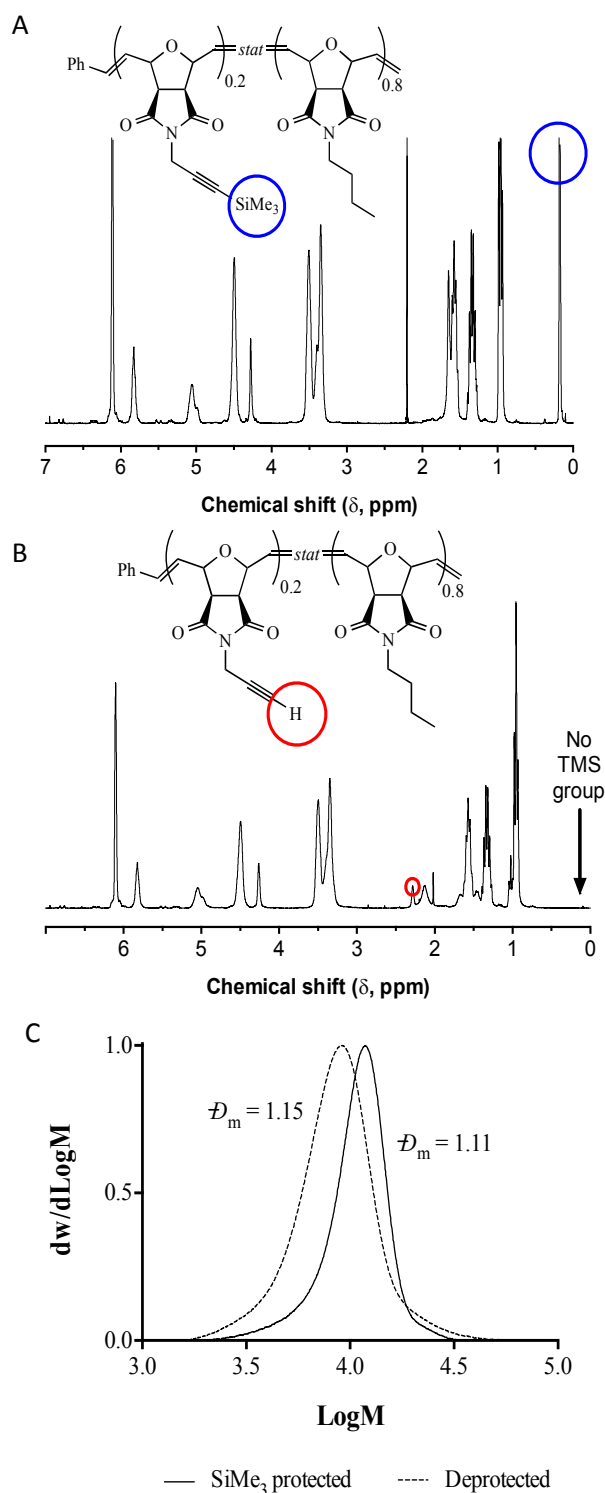 A
Ph
O
stat
O
0.2
0.8
O
N
O
O
N
O
SiMe3
7 6 5 4 3 2 1 0
Chemical shift (δ, ppm)
B
Ph
O
stat
O
0.2
0.8
O
N
O
O
N
O
H
No
TMS
group
6 5 4 3 2 1 0
Chemical shift (δ, ppm)
C
1.0
Đm = 1.15
Đm = 1.11
0.5
dw/dLogM
0.0
3.0 3.5 4.0 4.5 5.0
LogM
SiMe3 protected Deprotected